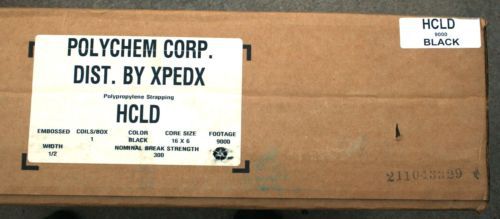 POLYCHEM CORP.
DIST. BY XPEDX
Polypropylene Strapping
HCLD
EMBOSSED COILS/BOX COLOR CORE SIZE FOOTAGE
1 BLACK 16 X 6 9000
WIDTH NOMINAL BREAK STRENGTH
1/2 300
HCLD
9000
BLACK
211043329